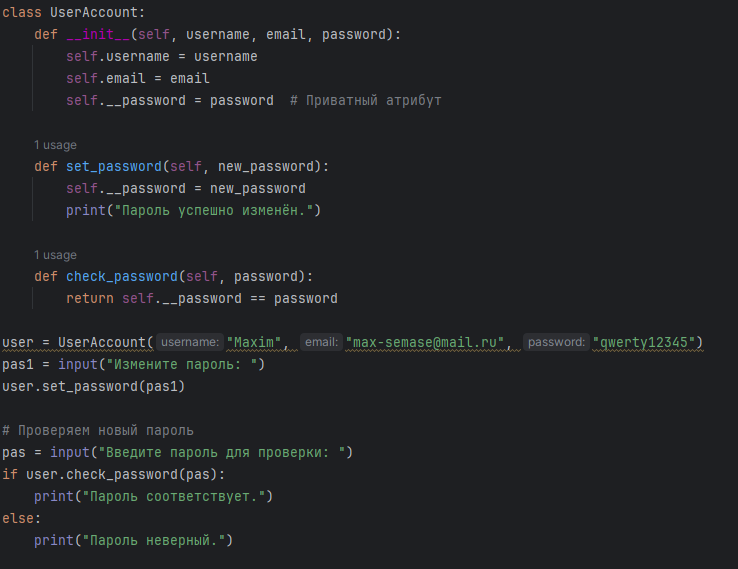 class UserAccount:
    def __init__(self, username, email, password):
        self.username = username
        self.email = email
        self.__password = password  # Приватный атрибут
    1 usage
    def set_password(self, new_password):
        self.__password = new_password
        print("Пароль успешно изменён.")
    1 usage
    def check_password(self, password):
        return self.__password == password
user = UserAccount( username: "Maxim",  email: "max-semase@mail.ru",  password: "qwerty12345")
pas1 = input("Измените пароль: ")
user.set_password(pas1)
# Проверяем новый пароль
pas = input("Введите пароль для проверки: ")
if user.check_password(pas):
    print("Пароль соответствует.")
else:
    print("Пароль неверный.")